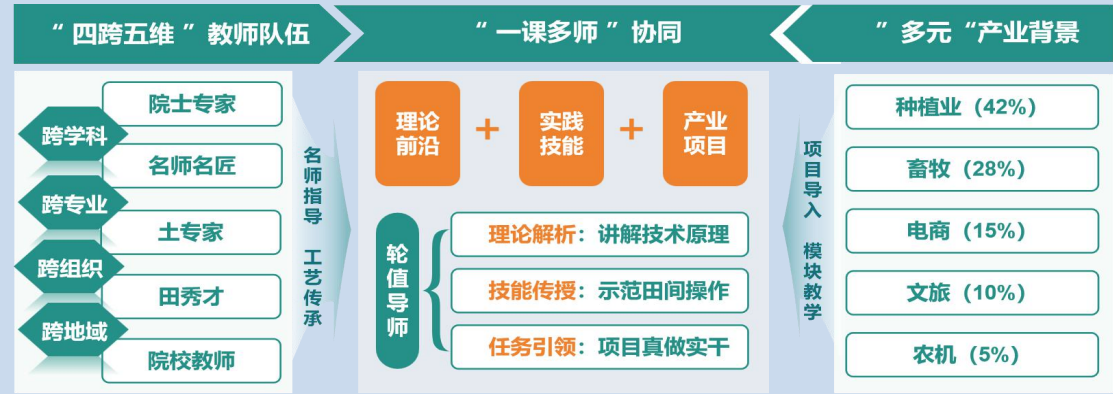 “ 四跨五维 ” 教师队伍
“ 一课多师 ” 协同
” 多元 “产业背景
跨学科
跨专业
跨组织
跨地域
院士专家
名师名匠
土专家
田秀才
院校教师
名师指导 工艺传承
理论
前沿
+
实践
技能
+
产业
项目
轮值导师
理论解析：讲解技术原理
技能传授：示范田间操作
任务引领：项目真做实干
项目导入 模块教学
种植业（42%）
畜牧（28%）
电商（15%）
文旅（10%）
农机（5%）